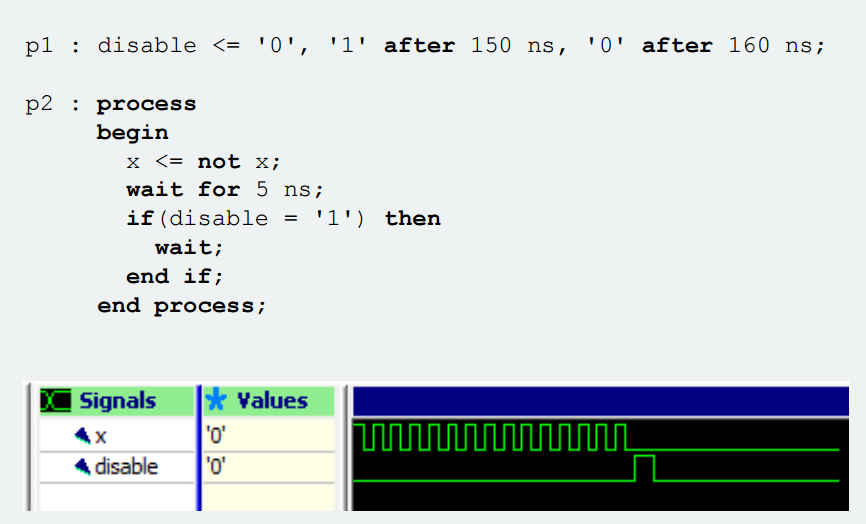 p1 : disable <= '0', '1' after 150 ns, '0' after 160 ns;
p2 : process
begin
x <= not x;
wait for 5 ns;
if(disable = '1') then
wait;
end if;
end process;
Signals Values
x '0'
disable '0'